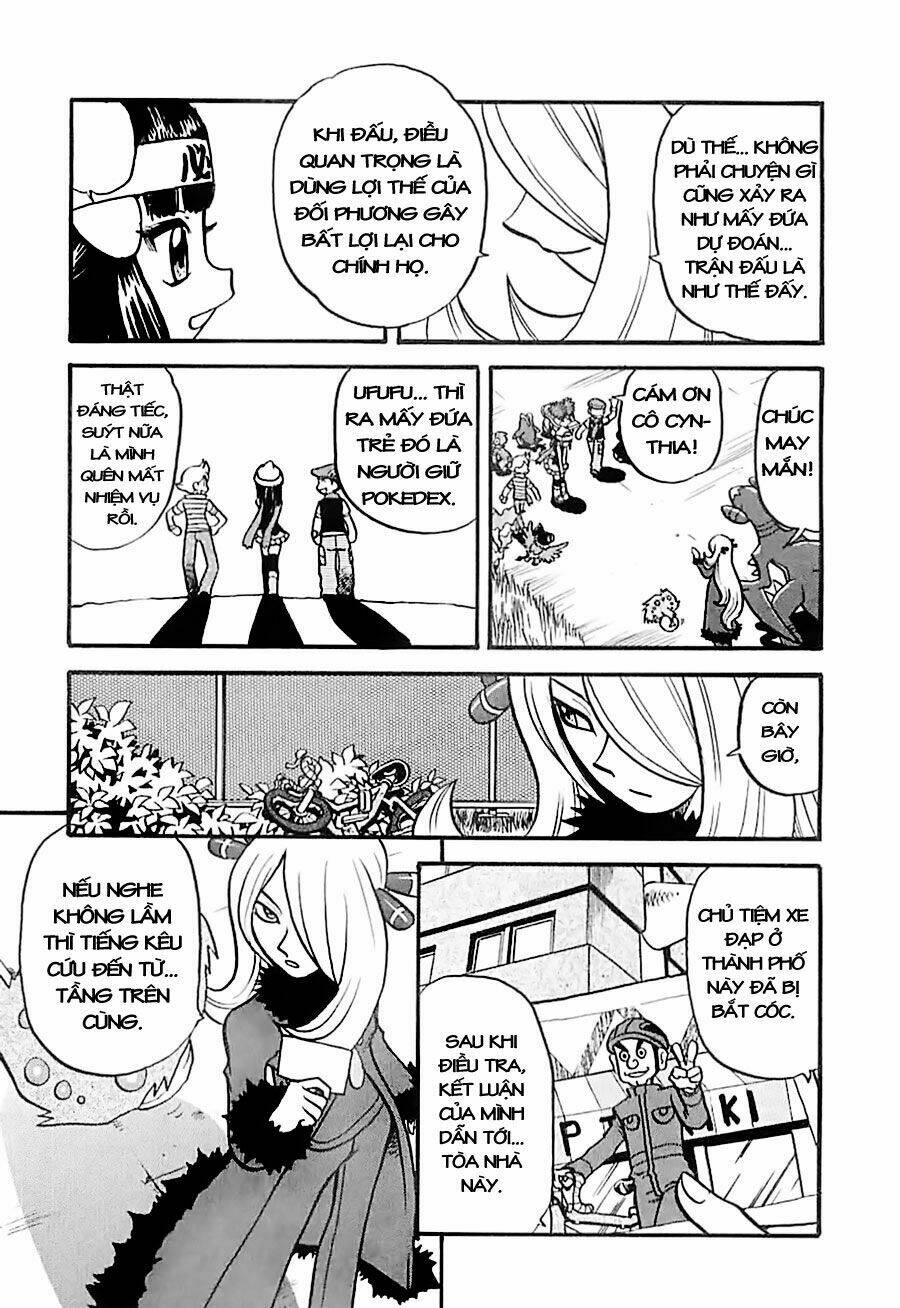 DÙ THẾ... KHÔNG
PHẢI CHUYỆN GÌ
CŨNG XẢY RA
NHƯ MẤY ĐỨA
DỰ ĐOÁN...
TRẬN ĐẤU LÀ
NHƯ THẾ ĐẤY.
KHI ĐẤU, ĐIỀU
QUAN TRỌNG LÀ
DÙNG LỢI THẾ CỦA
ĐỐI PHƯƠNG GÂY
BẤT LỢI LẠI CHO
CHÍNH HỌ.
CHÚC
MAY
MẮN!
CÁM ƠN
CÔ CYN-
THIA!
UFUFU... THÌ
RA MẤY ĐỨA
TRẺ ĐÓ LÀ
NGƯỜI GIỮ
POKEDEX.
THẬT
ĐÁNG TIẾC,
SUÝT NỮA
LÀ MÌNH
QUÊN MẤT
NHIỆM VỤ
RỒI.
CÒN
BÂY
GIỜ,
CHỦ TIỆM XE
ĐẠP Ở
THÀNH PHỐ
NÀY ĐÃ BỊ
BẮT CÓC.
SAU KHI
ĐIỀU TRA,
KẾT LUẬN
CỦA MÌNH
DẪN TỚI...
TÒA NHÀ
NÀY.
NẾU NGHE
KHÔNG LẦM
THÌ TIẾNG KÊU
CỨU ĐẾN TỪ...
TẦNG TRÊN
CÙNG.